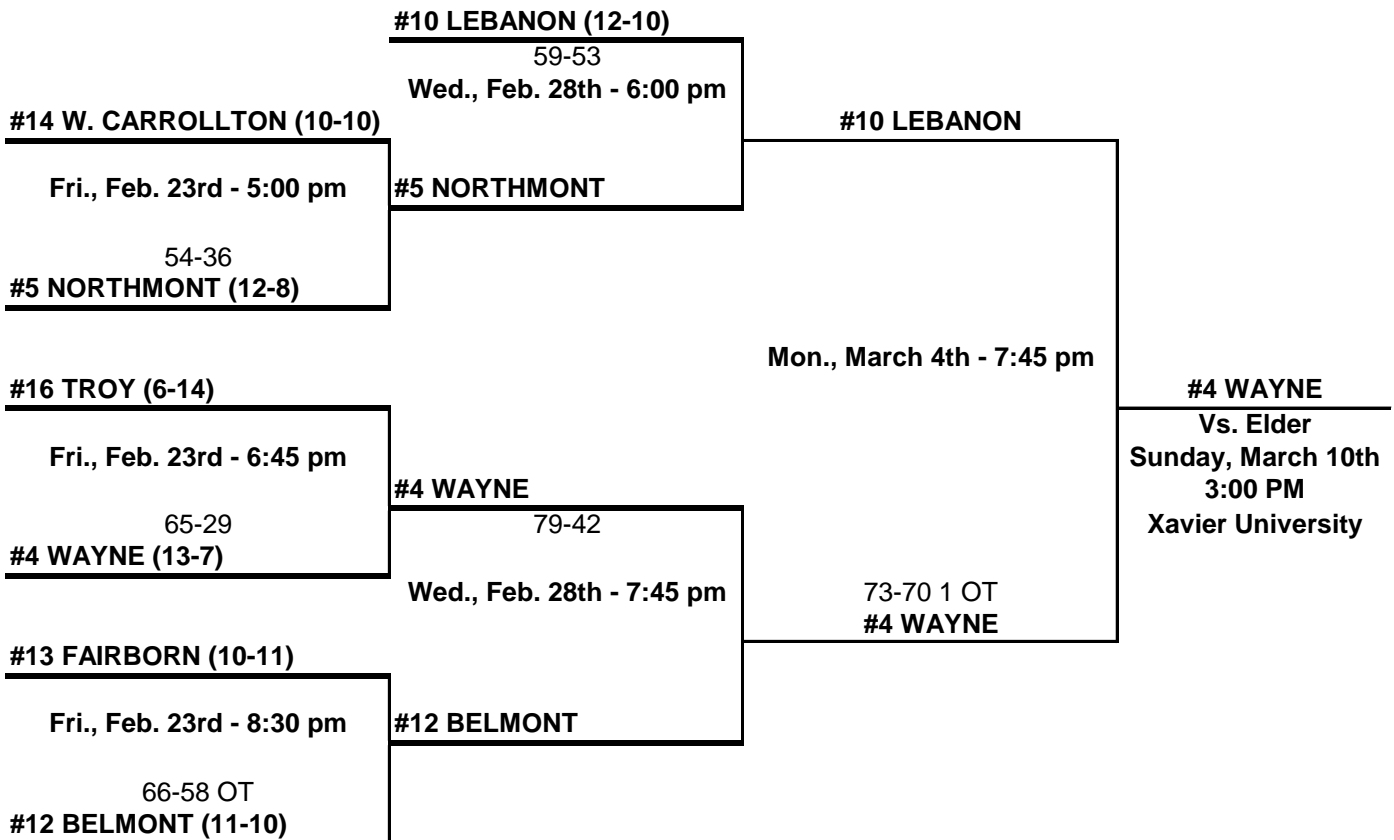 #10 LEBANON (12-10)
59-53
Wed., Feb. 28th - 6:00 pm
#14 W. CARROLLTON (10-10)
#10 LEBANON
Fri., Feb. 23rd - 5:00 pm
#5 NORTHMONT
54-36
#5 NORTHMONT (12-8)
Mon., March 4th - 7:45 pm
#16 TROY (6-14)
#4 WAYNE
Vs. Elder
Sunday, March 10th
3:00 PM
Xavier University
Fri., Feb. 23rd - 6:45 pm
#4 WAYNE
65-29
79-42
#4 WAYNE (13-7)
Wed., Feb. 28th - 7:45 pm
73-70 1 OT
#4 WAYNE
#13 FAIRBORN (10-11)
Fri., Feb. 23rd - 8:30 pm
#12 BELMONT
66-58 OT
#12 BELMONT (11-10)